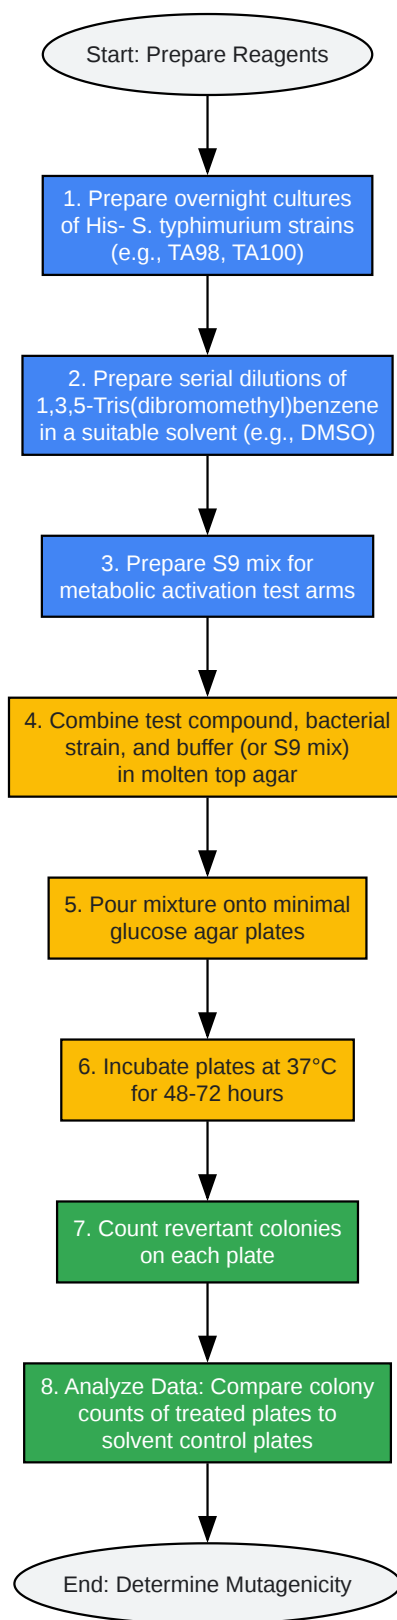 Start: Prepare Reagents
1. Prepare overnight cultures
of His- S. typhimurium strains
(e.g., TA98, TA100)
2. Prepare serial dilutions of
1,3,5-Tris(dibromomethyl)benzene
in a suitable solvent (e.g., DMSO)
3. Prepare S9 mix for
metabolic activation test arms
4. Combine test compound, bacterial
strain, and buffer (or S9 mix)
in molten top agar
5. Pour mixture onto minimal
glucose agar plates
6. Incubate plates at 37°C
for 48-72 hours
7. Count revertant colonies
on each plate
8. Analyze Data: Compare colony
counts of treated plates to
solvent control plates
End: Determine Mutagenicity